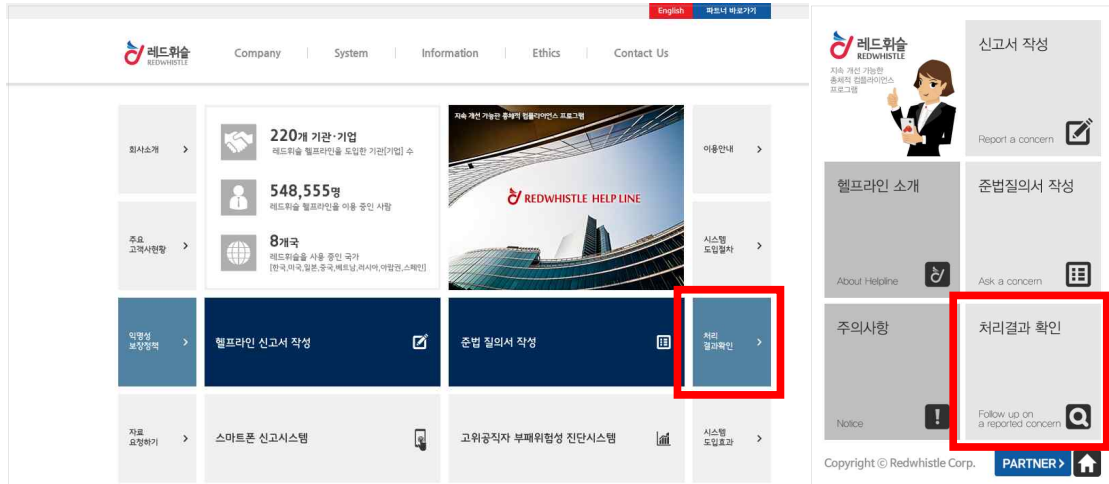 English
파트너 바로가기
레드휘슬
REDWHISTLE
Company
System
Information
Ethics
Contact Us
회사소개
220개 기관·기업
레드휘슬 헬프라인을 도입한 기관[기업] 수
548,555명
레드휘슬 헬프라인을 이용 중인 사람
8개국
레드휘슬을 사용 중인 국가
[한국,미국,일본,중국,베트남,러시아,아랍권,스페인]
지속 개선 가능한 총체적 컴플라이언스 프로그램
REDWHISTLE HELP LINE
이용안내
주요
고객사현황
시스템
도입절차
익명성
보장정책
헬프라인 신고서 작성
준법 질의서 작성
처리
결과확인
자료
요청하기
스마트폰 신고시스템
고위공직자 부패위험성 진단시스템
시스템
도입효과
레드휘슬
REDWHISTLE
지속 개선 가능한
총체적 컴플라이언스
프로그램
신고서 작성
Report a concern
헬프라인 소개
About Helpline
준법질의서 작성
Ask a concern
주의사항
Notice
처리결과 확인
Follow up on
a reported concern
Copyright ⓒ Redwhistle Corp.
PARTNER >